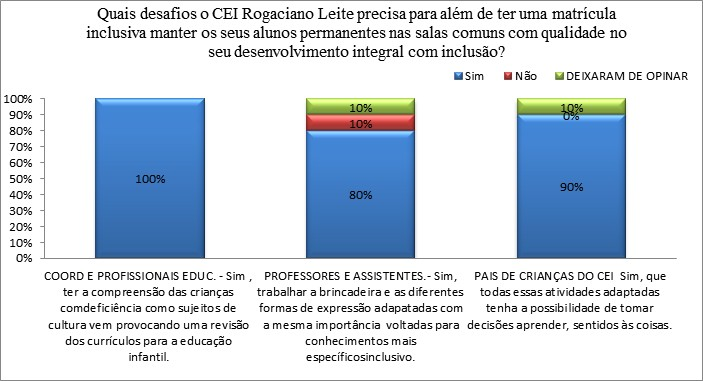 Quais desafios o CEI Rogaciano Leite precisa para além de ter uma matrícula
inclusiva manter os seus alunos permanentes nas salas comuns com qualidade no
seu desenvolvimento integral com inclusão?
Sim Não DEIXARAM DE OPINAR
100%
90%
80%
70%
60%
50%
40%
30%
20%
10%
0%
100%
10%
10%
80%
10%
0%
90%
COORD E PROFISSIONAIS EDUC. - Sim ,
ter a compreensão das crianças
comdeficiência como sujeitos de
cultura vem provocando uma revisão
dos currículos para a educação
infantil.
PROFESSORES E ASSISTENTES.- Sim,
trabalhar a brincadeira e as diferentes
formas de expressão adapatadas com
a mesma importância voltadas para
conhecimentos mais
específicosinclusivo.
PAIS DE CRIANÇAS DO CEI Sim, que
todas essas atividades adaptadas
tenha a possibilidade de tomar
decisões aprender, sentidos às coisas.